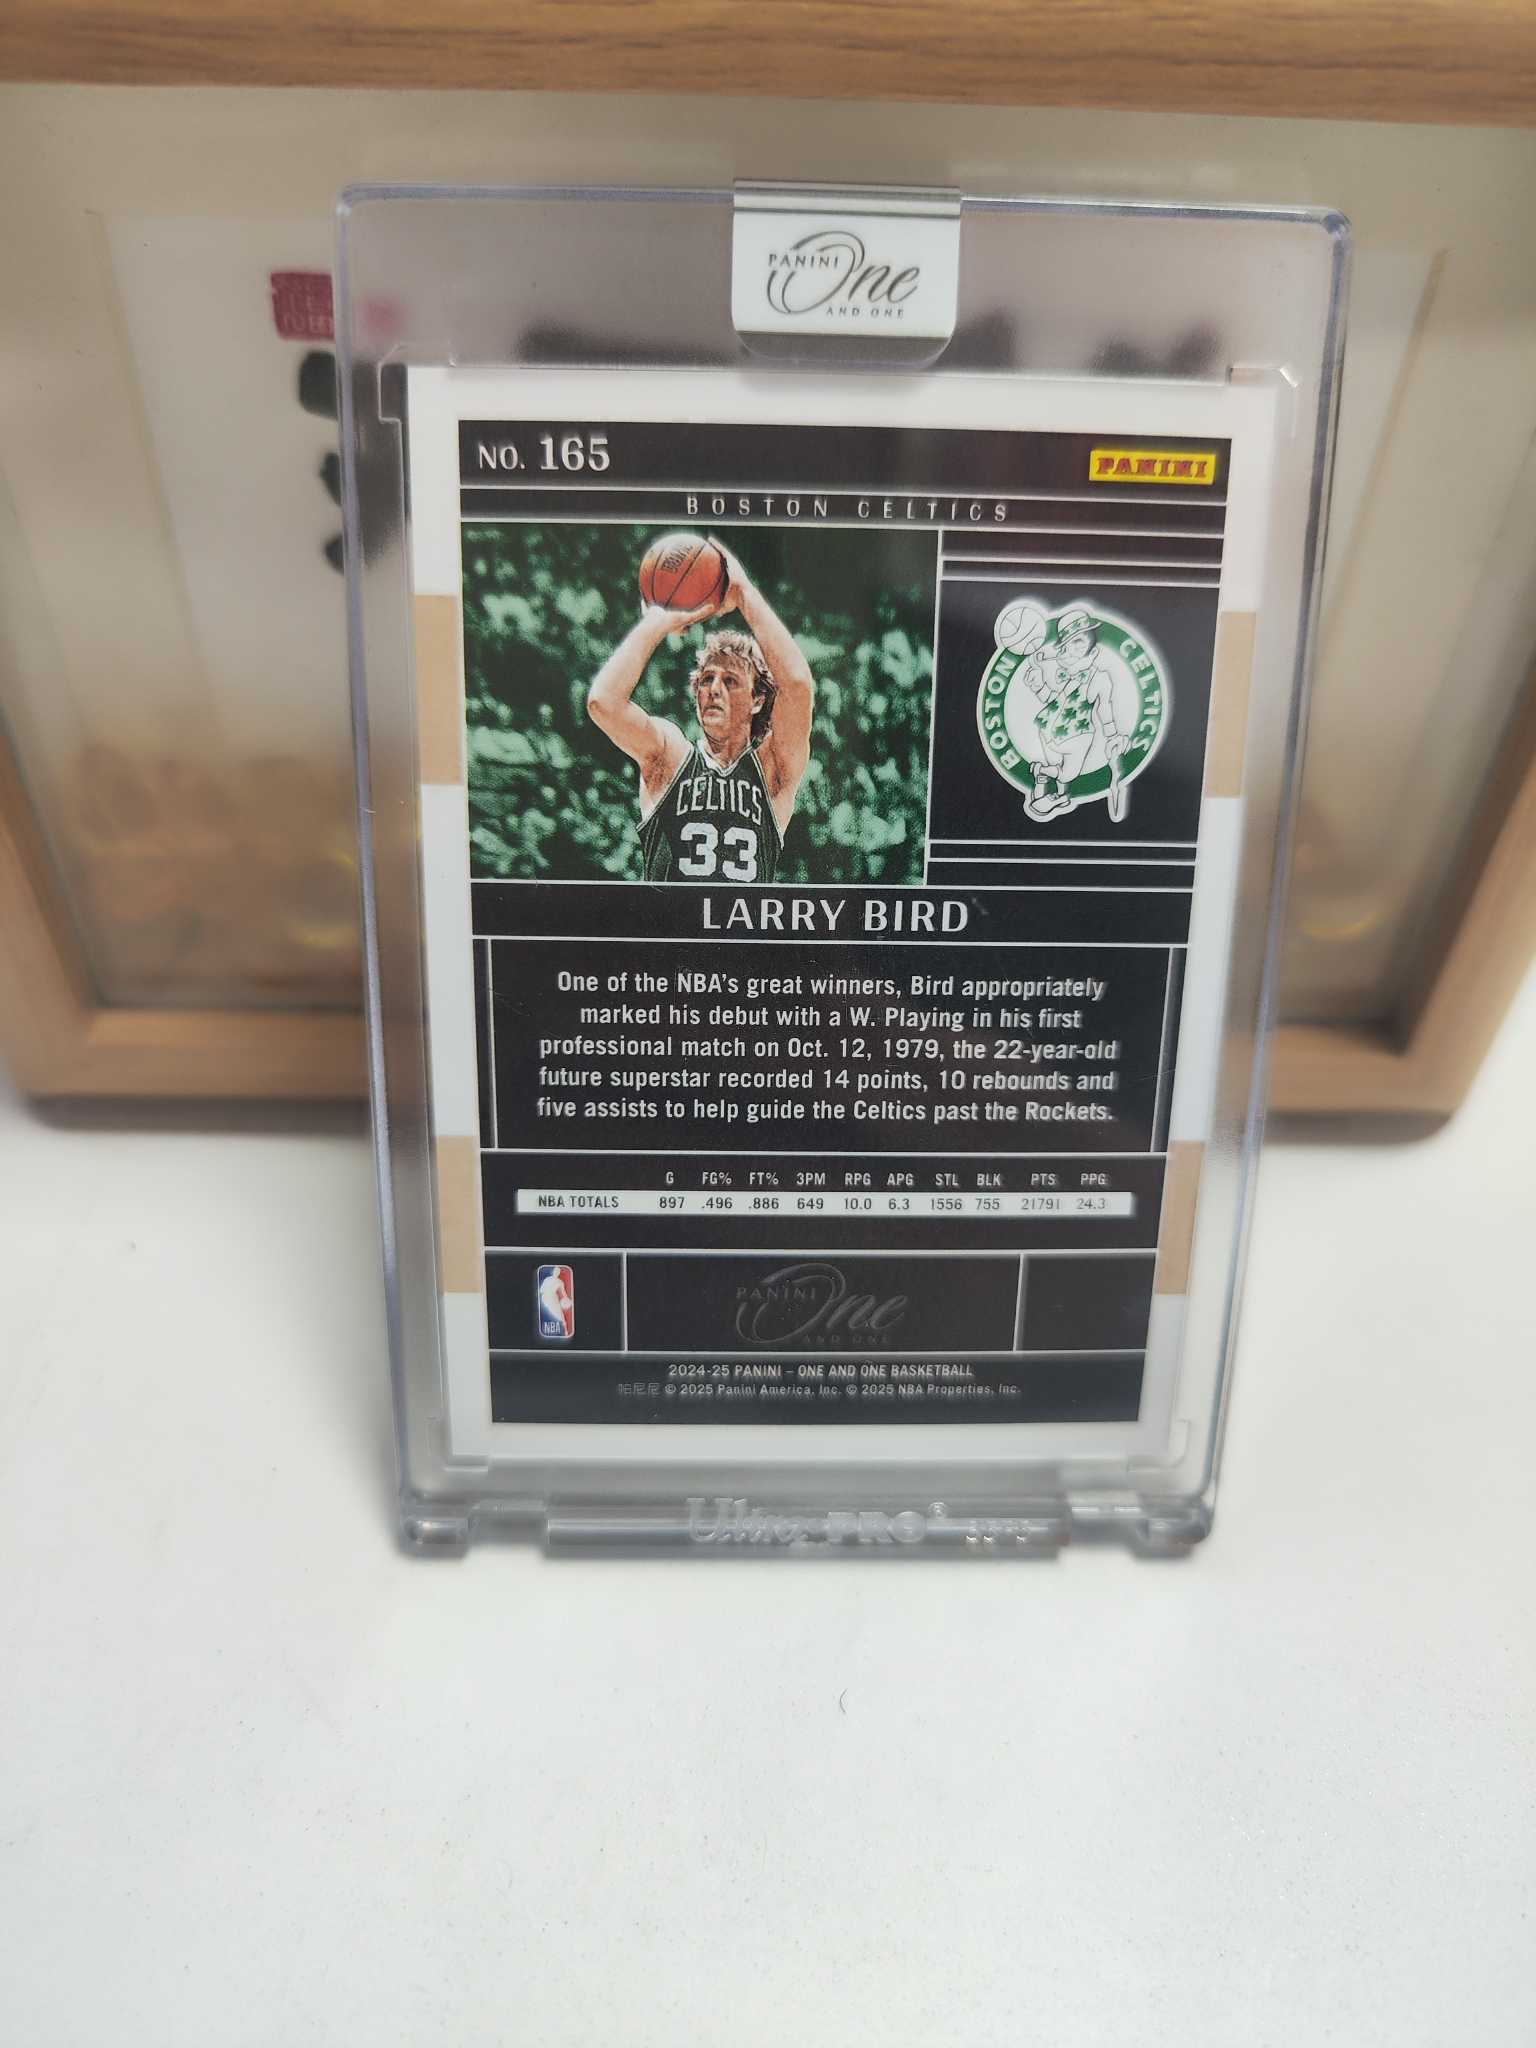 PANINI One
AND ONE
NO. 165
PANINI
BOSTON CELTICS
CELTICS
33
BOSTON CELTICS
LARRY BIRD
One of the NBA's great winners, Bird appropriately
marked his debut with a W. Playing in his first
professional match on Oct. 12, 1979, the 22-year-old
future superstar recorded 14 points, 10 rebounds and
five assists to help guide the Celtics past the Rockets.
G FG% FT% 3PM RPG APG STL BLK PTS PPG
NBA TOTALS 897 .496 .886 649 10.0 6.3 1556 755 21791 24.3
NBA
PANINI One
AND ONE
2024-25 PANINI – ONE AND ONE BASKETBALL
帕尼尼 © 2025 Panini America, Inc. © 2025 NBA Properties, Inc.
Ultra PRO®